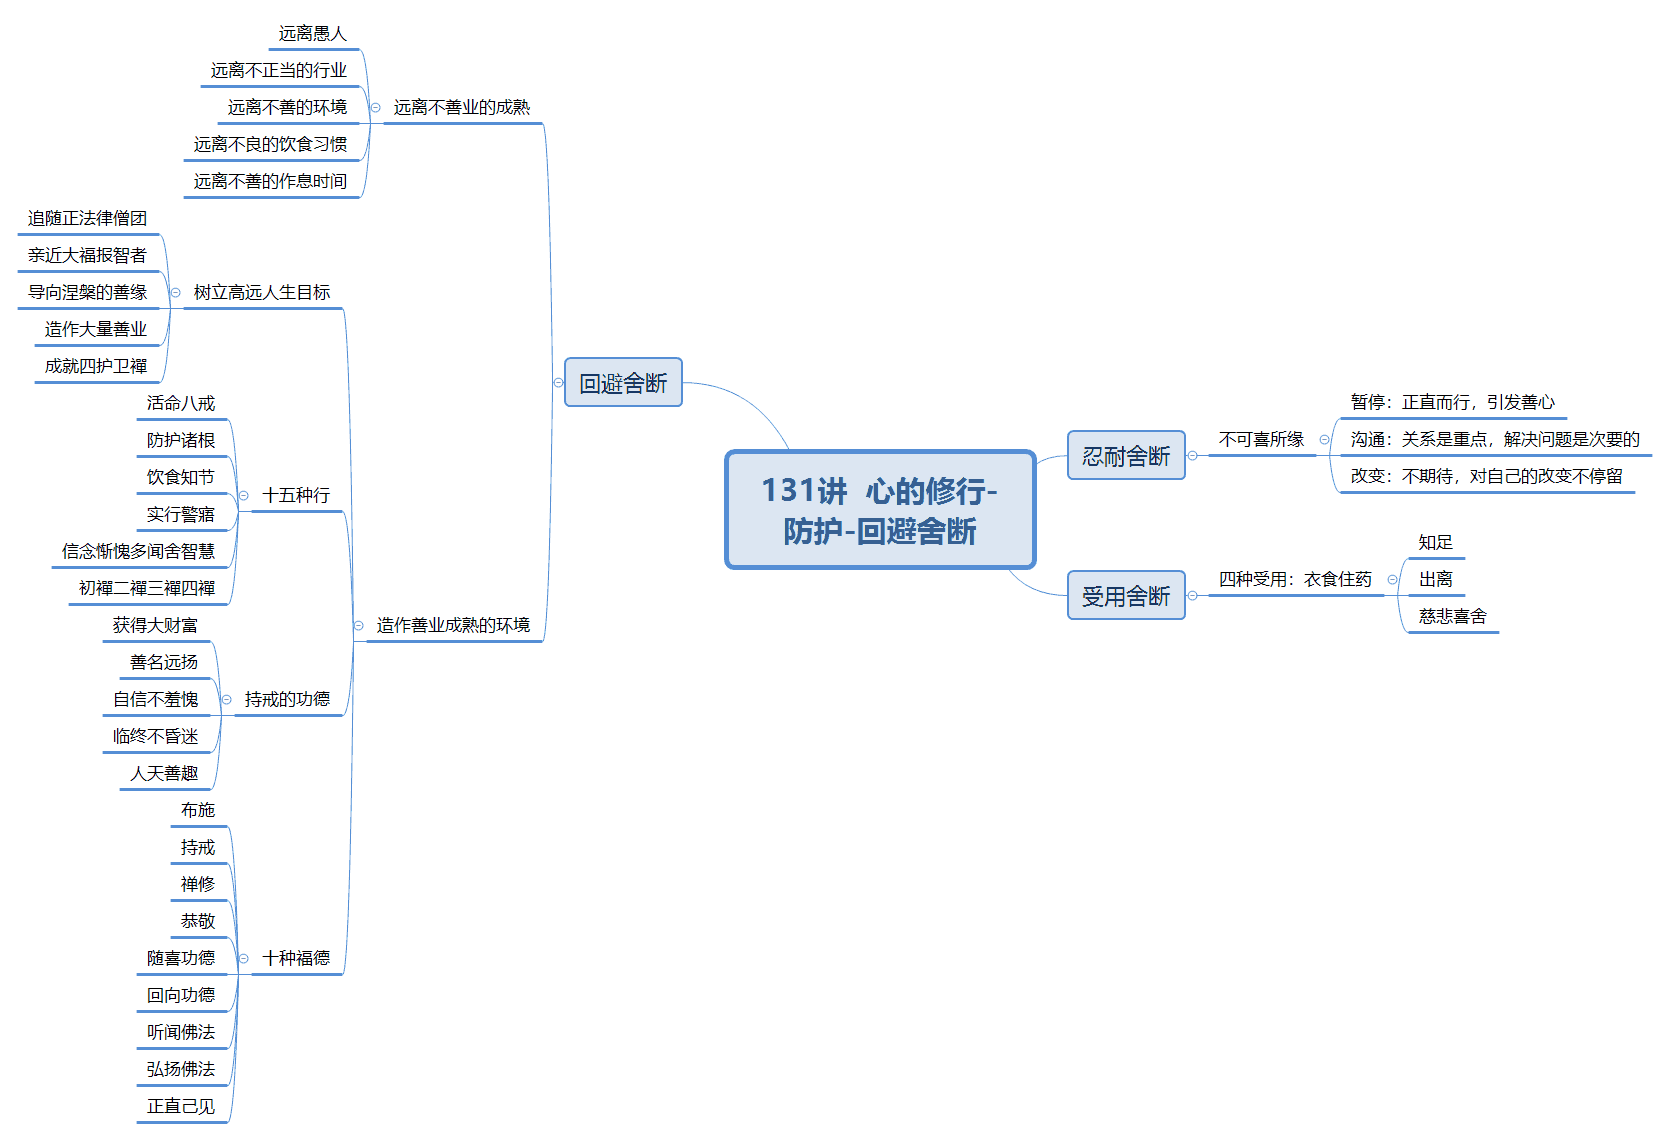 131讲 心的修行-
防护-回避舍断
忍耐舍断
不可喜所缘
暂停：正直而行，引发善心
沟通：关系是重点，解决问题是次要的
改变：不期待，对自己的改变不停留
受用舍断
四种受用：衣食住药
知足
出离
慈悲喜舍
回避舍断
远离不善业的成熟
远离愚人
远离不正当的行业
远离不善的环境
远离不良的饮食习惯
远离不善的作息时间
造作善业成熟的环境
树立高远人生目标
追随正法律僧团
亲近大福报智者
导向涅槃的善缘
造作大量善业
成就四护卫襌
十五种行
活命八戒
防护诸根
饮食知节
实行警寤
信念惭愧多闻舍智慧
初襌二襌三襌四襌
持戒的功德
获得大财富
善名远扬
自信不羞愧
临终不昏迷
人天善趣
十种福德
布施
持戒
禅修
恭敬
随喜功德
回向功德
听闻佛法
弘扬佛法
正直己见